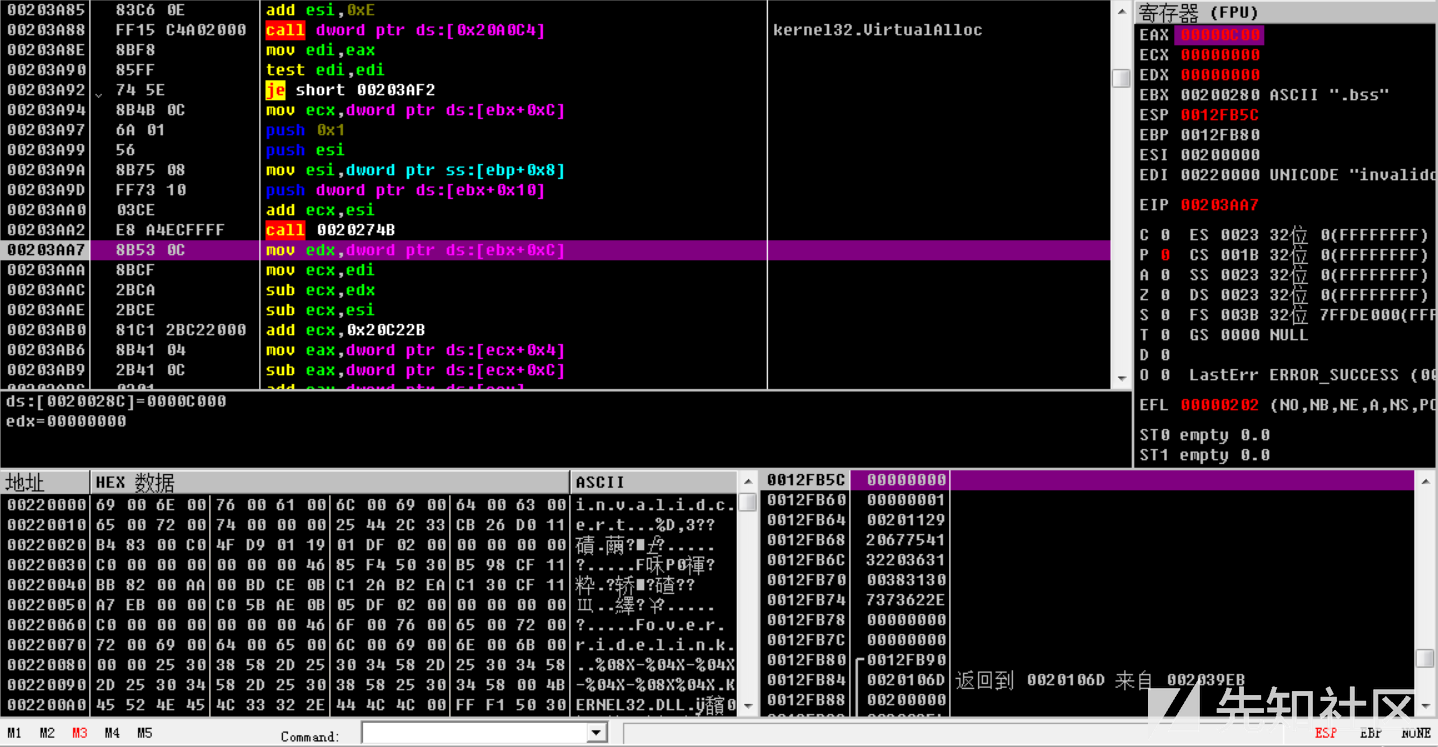 00203A85 83C6 0E add esi,0xE
00203A88 FF15 C4A02000 call dword ptr ds:[0x20A0C4] kernel32.VirtualAlloc
00203A8E 8BF8 mov edi,eax
00203A90 85FF test edi,edi
00203A92 74 5E je short 00203AF2
00203A94 8B4B 0C mov ecx,dword ptr ds:[ebx+0xC]
00203A97 6A 01 push 0x1
00203A99 56 push esi
00203A9A 8B75 08 mov esi,dword ptr ss:[ebp+0x8]
00203A9D FF73 10 push dword ptr ds:[ebx+0x10]
00203AA0 03CE add ecx,esi
00203AA2 E8 A4ECFFFF call 0020274B
00203AA7 8B53 0C mov edx,dword ptr ds:[ebx+0xC]
00203AAA 8BCF mov ecx,edi
00203AAC 2BCA sub ecx,edx
00203AAE 2BCE sub ecx,esi
00203AB0 81C1 2BC22000 add ecx,0x20C22B
00203AB6 8B41 04 mov eax,dword ptr ds:[ecx+0x4]
00203AB9 2B41 0C sub eax,dword ptr ds:[ecx+0xC]
ds:[0020028C]=0000C000
edx=00000000
寄存器 (FPU)
EAX 00000C00
ECX 00000000
EDX 00000000
EBX 00200280 ASCII ".bss"
ESP 0012FB5C
EBP 0012FB80
ESI 00200000
EDI 00220000 UNICODE "invalidc
EIP 00203AA7
C 0 ES 0023 32位 0(FFFFFFFF)
P 0 CS 001B 32位 0(FFFFFFFF)
A 0 SS 0023 32位 0(FFFFFFFF)
Z 0 DS 0023 32位 0(FFFFFFFF)
S 0 FS 003B 32位 7FFDE000(FFF
T 0 GS 0000 NULL
D 0
O 0 LastErr ERROR_SUCCESS (00
EFL 00000202 (NO,NB,NE,A,NS,PO
ST0 empty 0.0
ST1 empty 0.0
地址 HEX 数据 ASCII
00220000 69 00 6E 00 76 00 61 00 6C 00 69 00 64 00 63 00 i.n.v.a.l.i.d.c.
00220010 65 00 72 00 74 00 00 00 25 44 2C 33 CB 26 D0 11 e.r.t...%D,3??
00220020 B4 83 00 C0 4F D9 01 19 01 DF 02 00 00 00 00 00
00220030 C0 00 00 00 00 00 00 46 85 F4 50 30 B5 98 CF 11
00220040 BB 82 00 AA 00 BD CE 0B C1 2A B2 EA C1 30 CF 11
00220050 A7 EB 00 00 C0 5B AE 0B 05 DF 02 00 00 00 00 00
00220060 C0 00 00 00 00 00 00 46 6F 00 76 00 65 00 72 00 ?.....Fo.v.e.r.
00220070 72 00 69 00 64 00 65 00 6C 00 69 00 6E 00 6B 00 r.i.d.e.l.i.n.k.
00220080 00 00 25 30 38 58 2D 25 30 34 58 2D 25 30 34 58 ..%08X-%04X-%04X
00220090 2D 25 30 34 58 2D 25 30 38 58 25 30 34 58 00 4B -%04X-%08X%04X.K
002200A0 45 52 4E 45 4C 33 32 2E 44 4C 4C 00 FF F1 50 30 ERNEL32.DLL.
0012FB5C 00000000
0012FB60 00000001
0012FB64 00201129
0012FB68 20677541
0012FB6C 32203631
0012FB70 00383130
0012FB74 7373622E
0012FB78 00000000
0012FB7C 00000000
0012FB80 0012FB90
0012FB84 0020106D 返回到 0020106D 来自 002039EB
0012FB88 00200000
先知社区
M1 M2 M3 M4 M5 Command: ESP EBP NONE